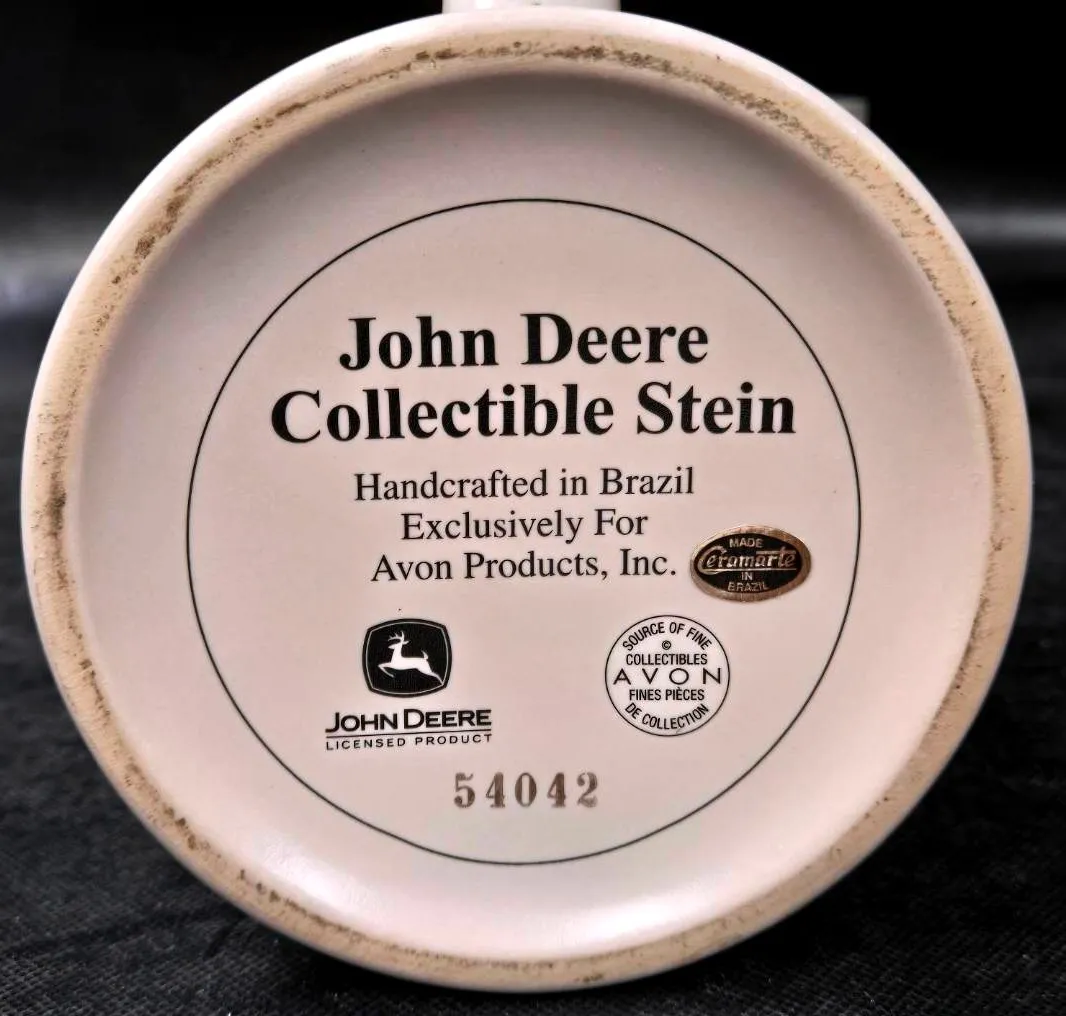 John Deere
Collectible Stein
Handcrafted in Brazil
Exclusively For
Avon Products, Inc.
MADE
Ceramarte
IN
BRAZIL
JOHN DEERE
LICENSED PRODUCT
SOURCE OF FINE
©
COLLECTIBLES
AVON
FINES PIÈCES
DE COLLECTION
54042